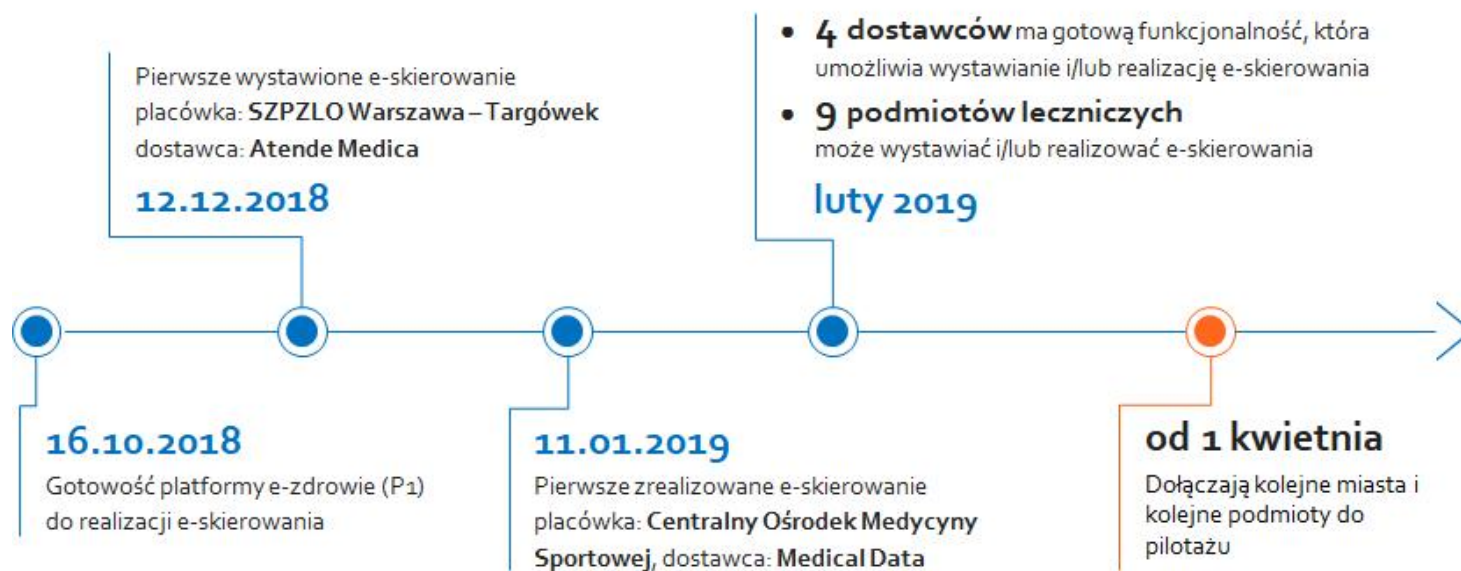 Pierwsze wystawione e-skierowanie
placówka: SZPZLO Warszawa – Targówek
dostawca: Atende Medica
12.12.2018
• 4 dostawców ma gotową funkcjonalność, która
umożliwia wystawianie i/lub realizację e-skierowania
• 9 podmiotów leczniczych
może wystawiać i/lub realizować e-skierowania
luty 2019
16.10.2018
Gotowość platformy e-zdrowie (P1)
do realizacji e-skierowania
11.01.2019
Pierwsze zrealizowane e-skierowanie
placówka: Centralny Ośrodek Medycyny
Sportowej, dostawca: Medical Data
od 1 kwietnia
Dołączają kolejne miasta i
kolejne podmioty do
pilotażu